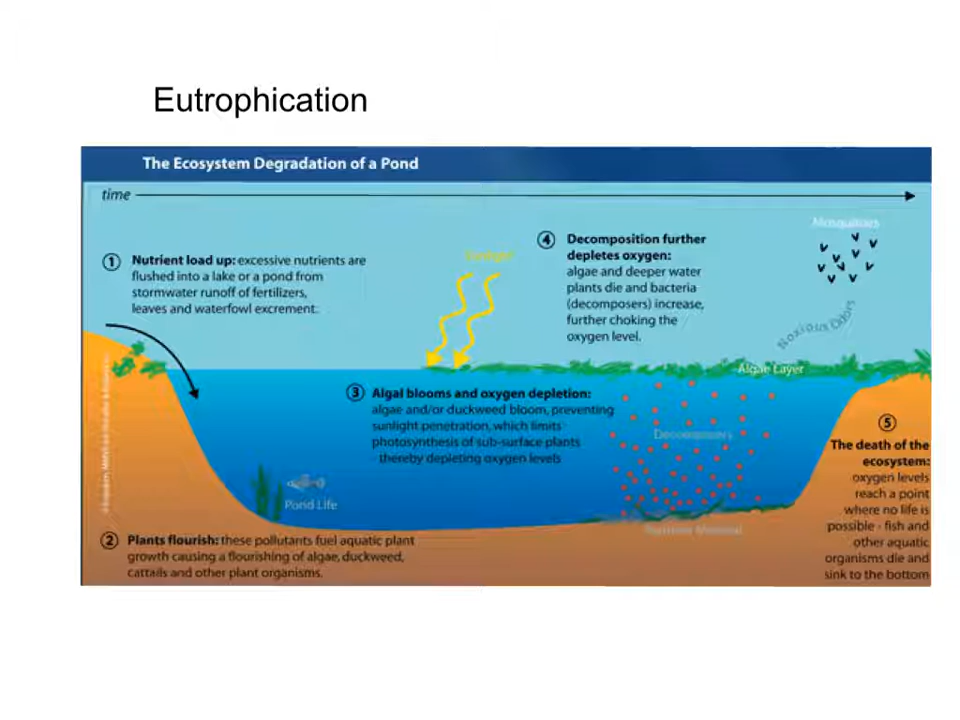 Eutrophication
The Ecosystem Degradation of a Pond
time
① Nutrient load up: excessive nutrients are
flushed into a lake or a pond from
stormwater runoff of fertilizers,
leaves and waterfowl excrement.
④ Decomposition further
depletes oxygen:
algae and deeper water
plants die and bacteria
(decomposers) increase,
further choking the
oxygen level.
Mosquitoes
Sunlight
Noxious Odors
Algae Layer
③ Algal blooms and oxygen depletion:
algae and/or duckweed bloom, preventing
sunlight penetration, which limits
photosynthesis of sub-surface plants
- thereby depleting oxygen levels
Decomposers
Pond Life
⑤
The death of the
ecosystem:
oxygen levels
reach a point
where no life is
possible - fish and
other aquatic
organisms die and
sink to the bottom
② Plants flourish: these pollutants fuel aquatic plant
growth causing a flourishing of algae, duckweed,
cattails and other plant organisms.